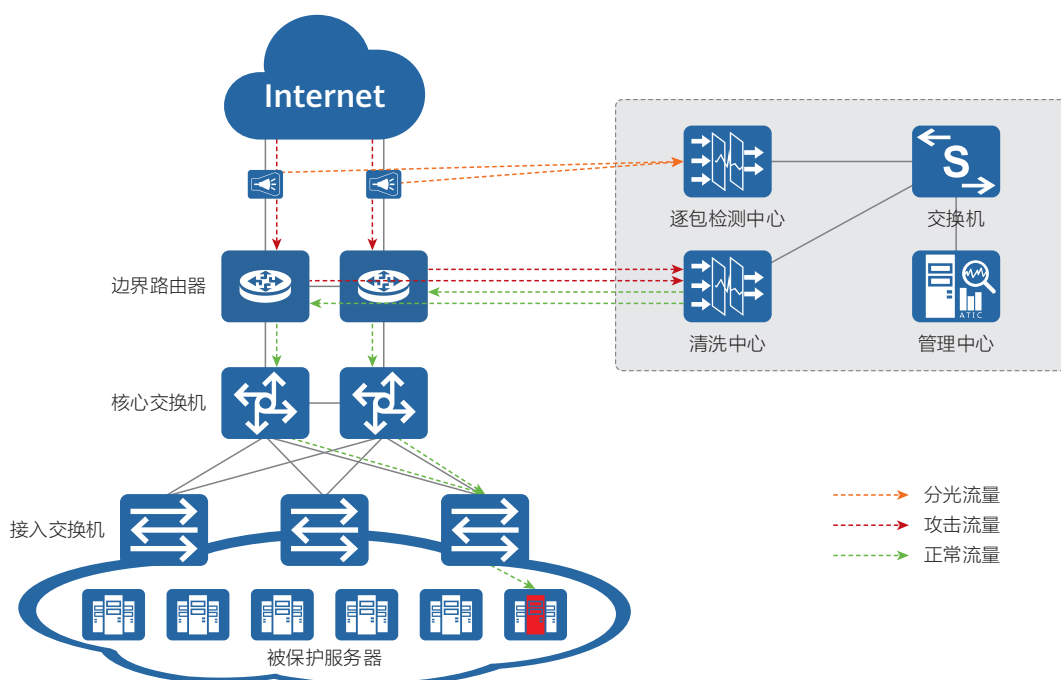 Internet
逐包检测中心
S
交换机
边界路由器
清洗中心
ATIC
管理中心
核心交换机
接入交换机
分光流量
攻击流量
正常流量
被保护服务器